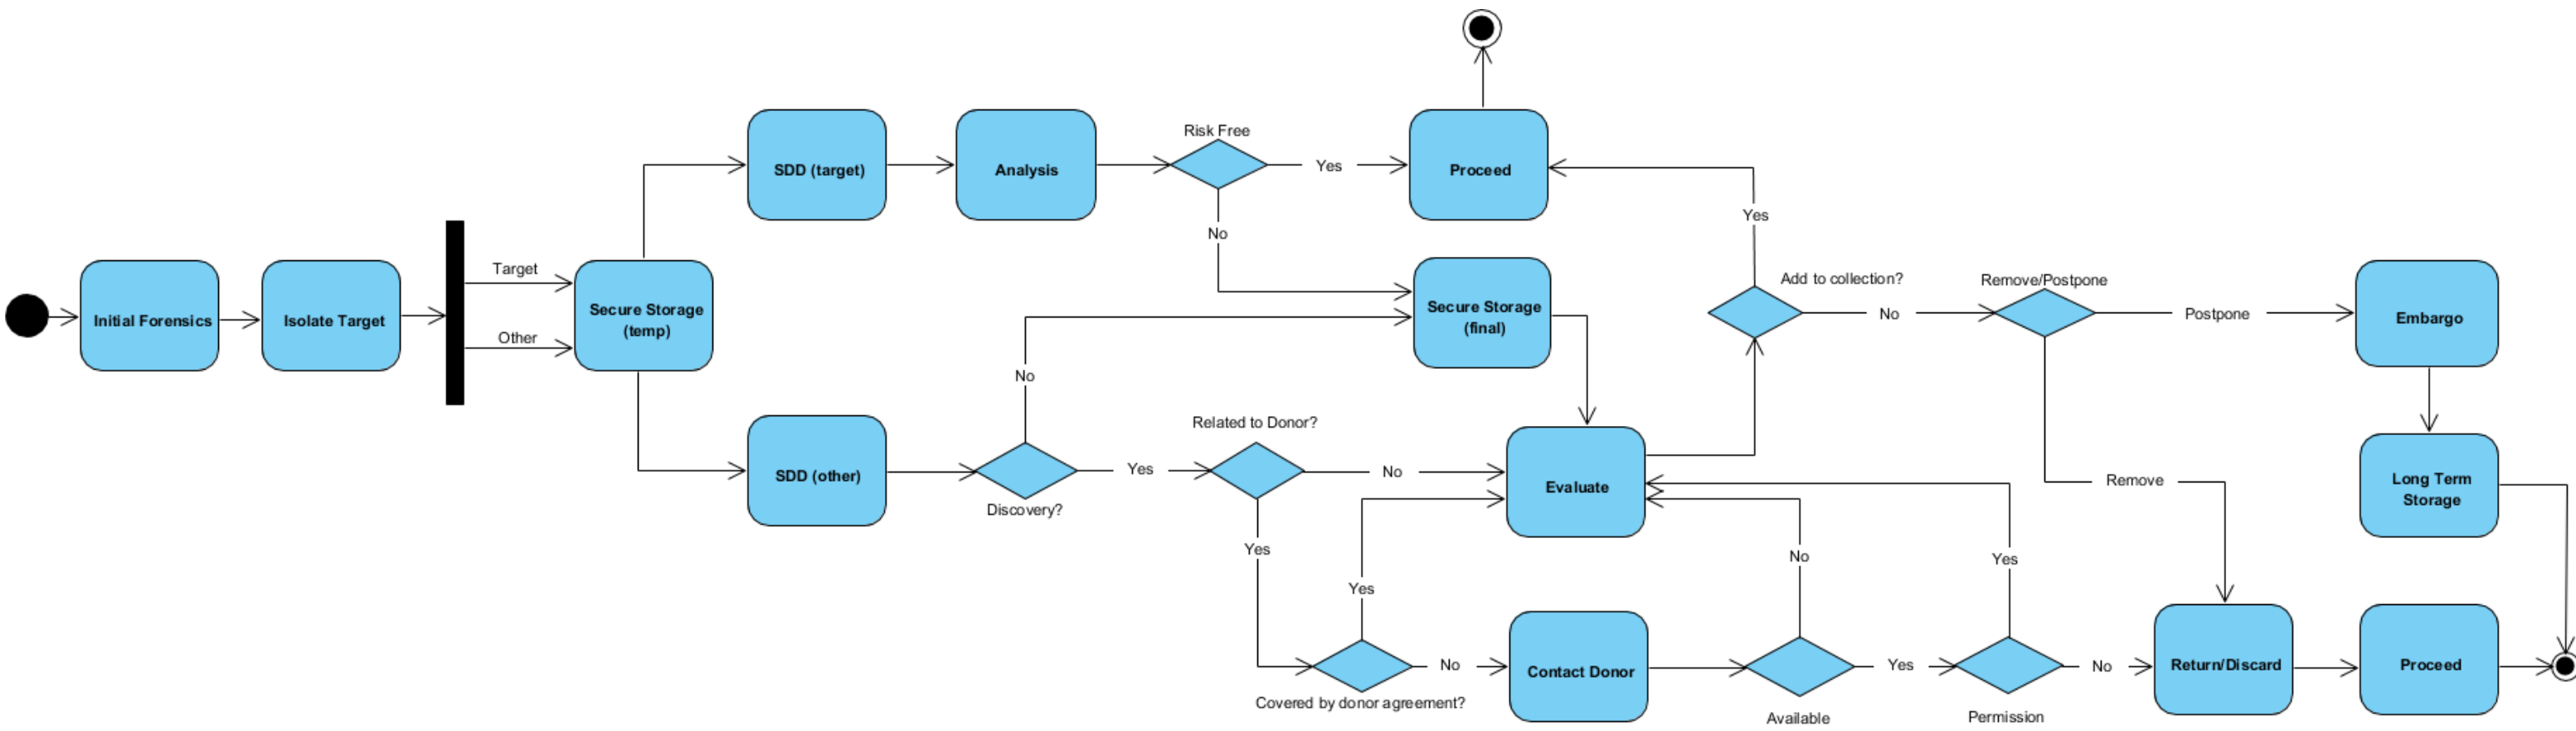 Risk Free
SDD (target)
Analysis
Yes
Proceed
No
Yes
Target
Other
Initial Forensics
Isolate Target
Secure Storage
(temp)
Secure Storage
(final)
Add to collection?
No
Remove/Postpone
Postpone
Embargo
No
Related to Donor?
SDD (other)
Discovery?
Yes
No
Evaluate
Remove
Long Term
Storage
Yes
Yes
No
Yes
Covered by donor agreement?
No
Contact Donor
Available
Yes
Permission
No
Return/Discard
Proceed